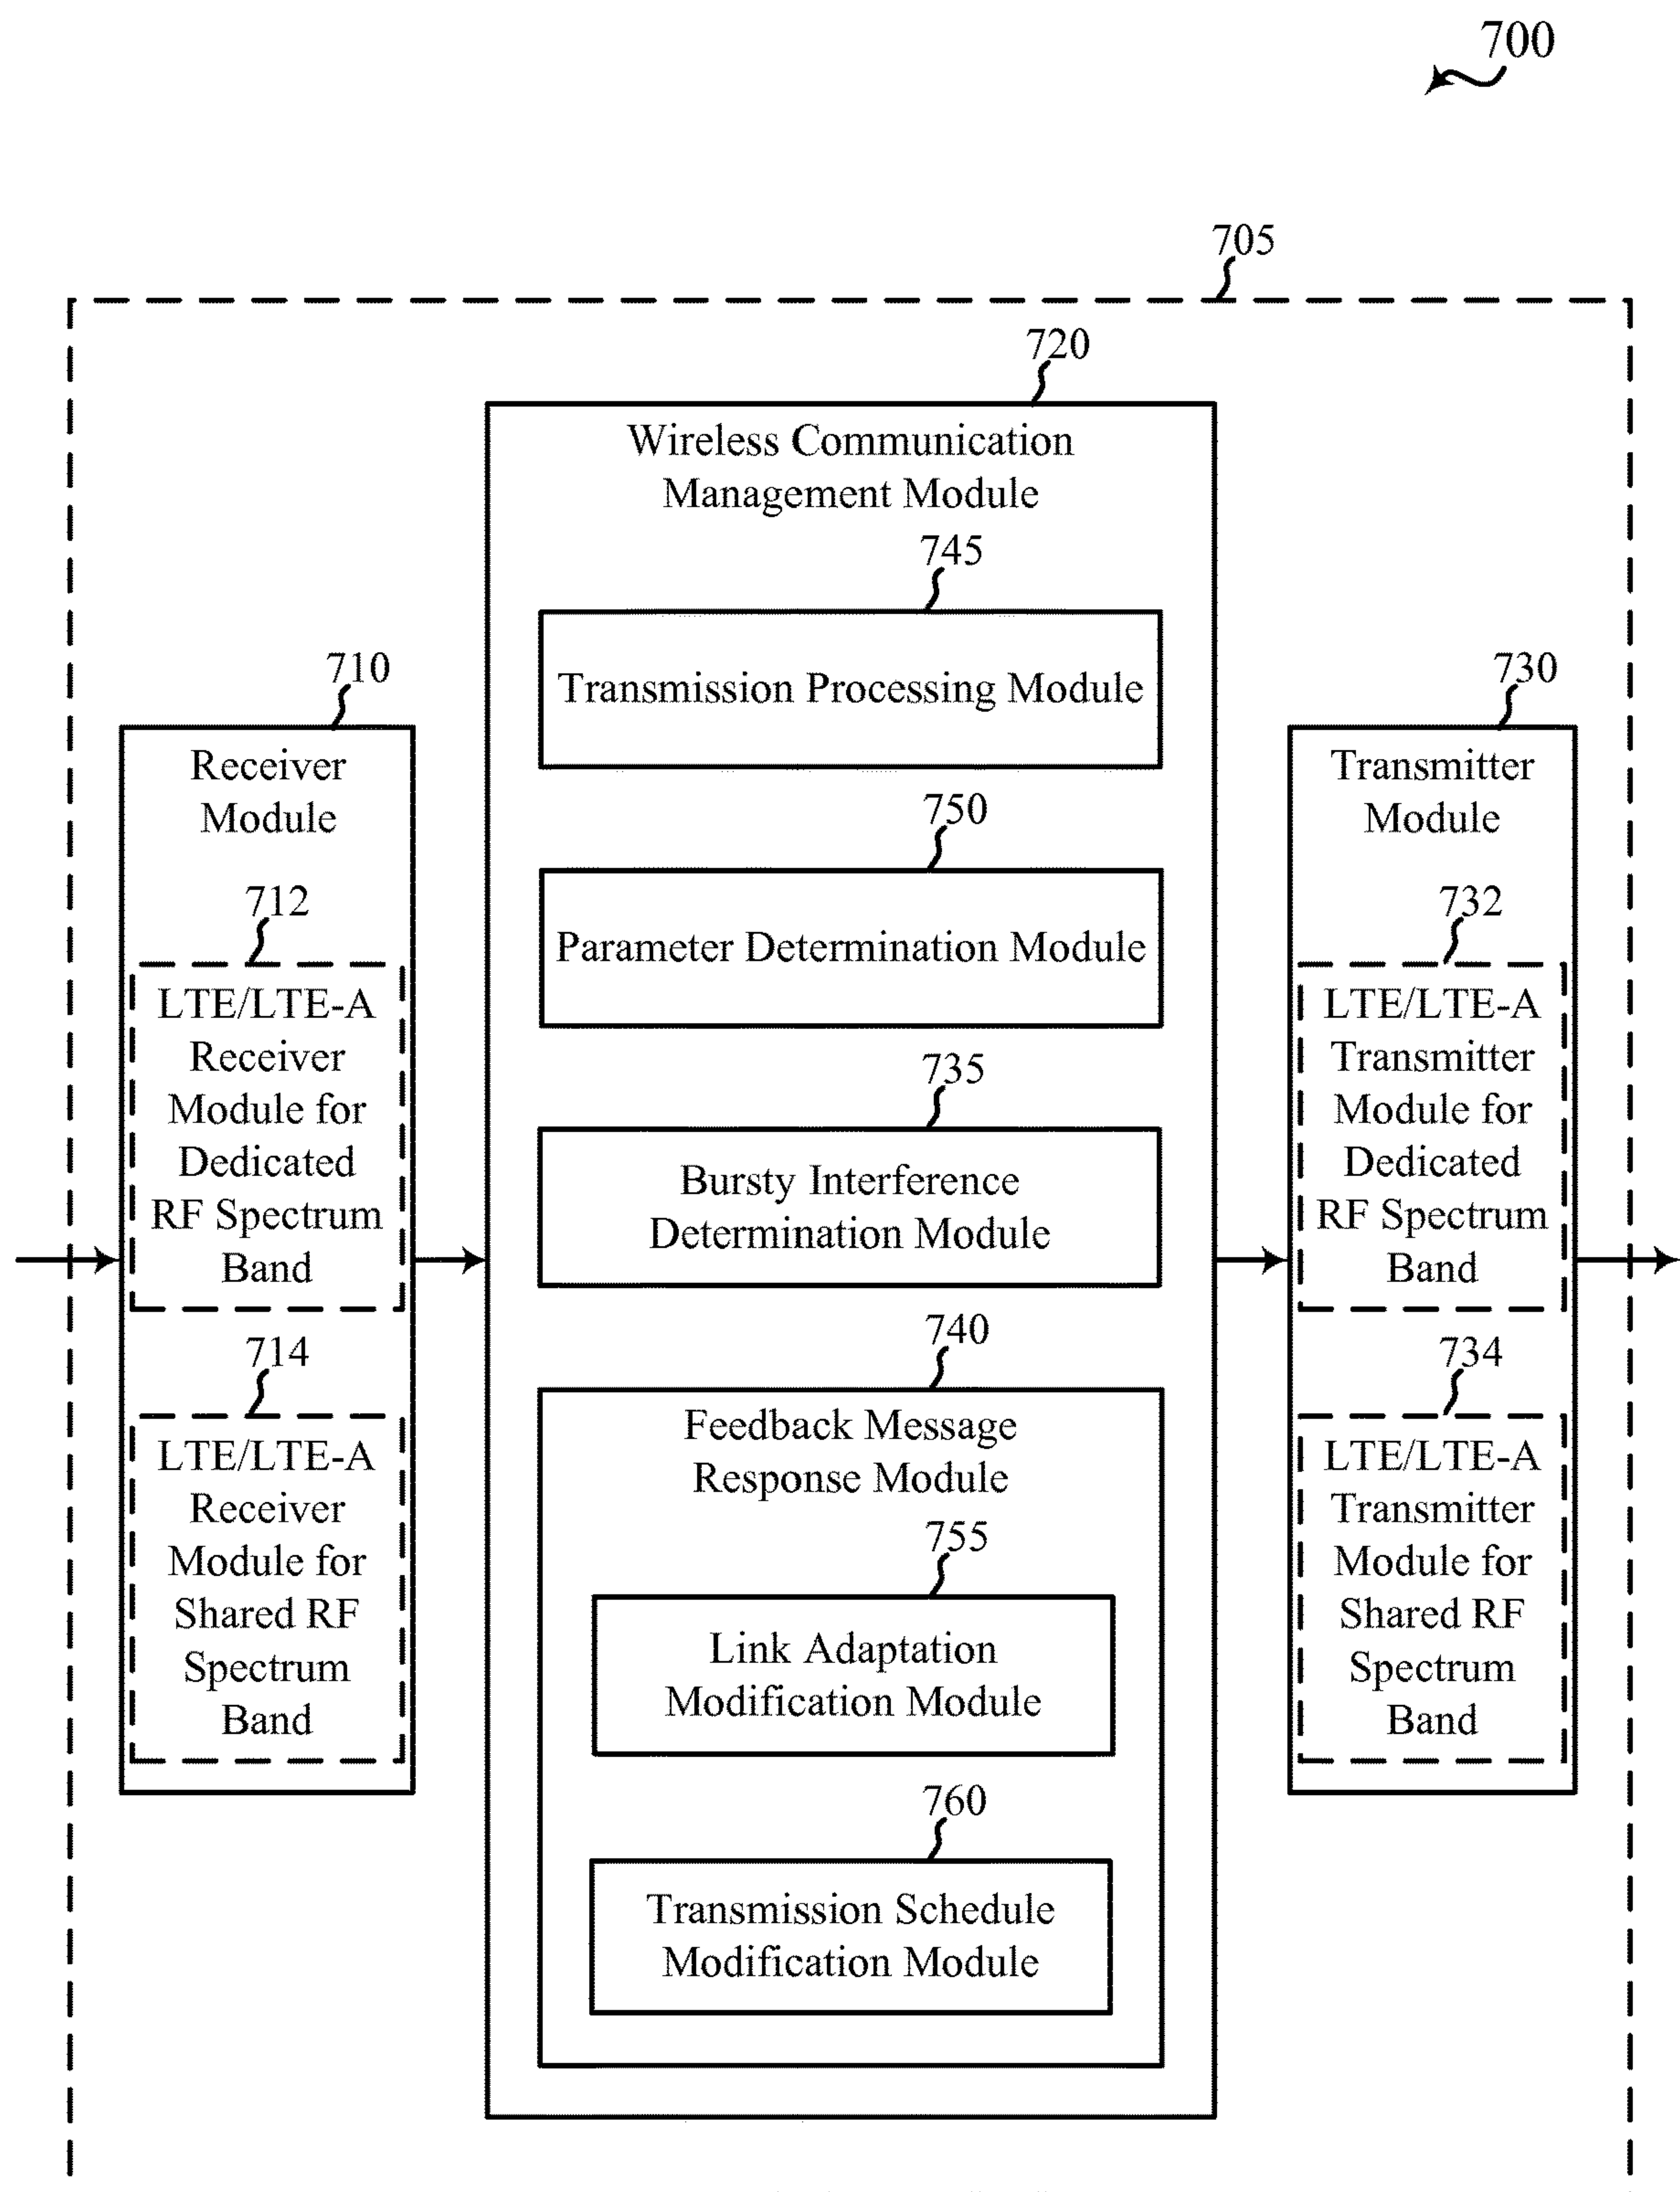 700
705
720
Wireless Communication
Management Module
745
Transmission Processing Module
750
Parameter Determination Module
735
Bursty Interference
Determination Module
740
Feedback Message
Response Module
755
Link Adaptation
Modification Module
760
Transmission Schedule
Modification Module
710
Receiver
Module
712
LTE/LTE-A
Receiver
Module for
Dedicated
RF Spectrum
Band
714
LTE/LTE-A
Receiver
Module for
Shared RF
Spectrum
Band
730
Transmitter
Module
732
LTE/LTE-A
Transmitter
Module for
Dedicated
RF Spectrum
Band
734
LTE/LTE-A
Transmitter
Module for
Shared RF
Spectrum
Band